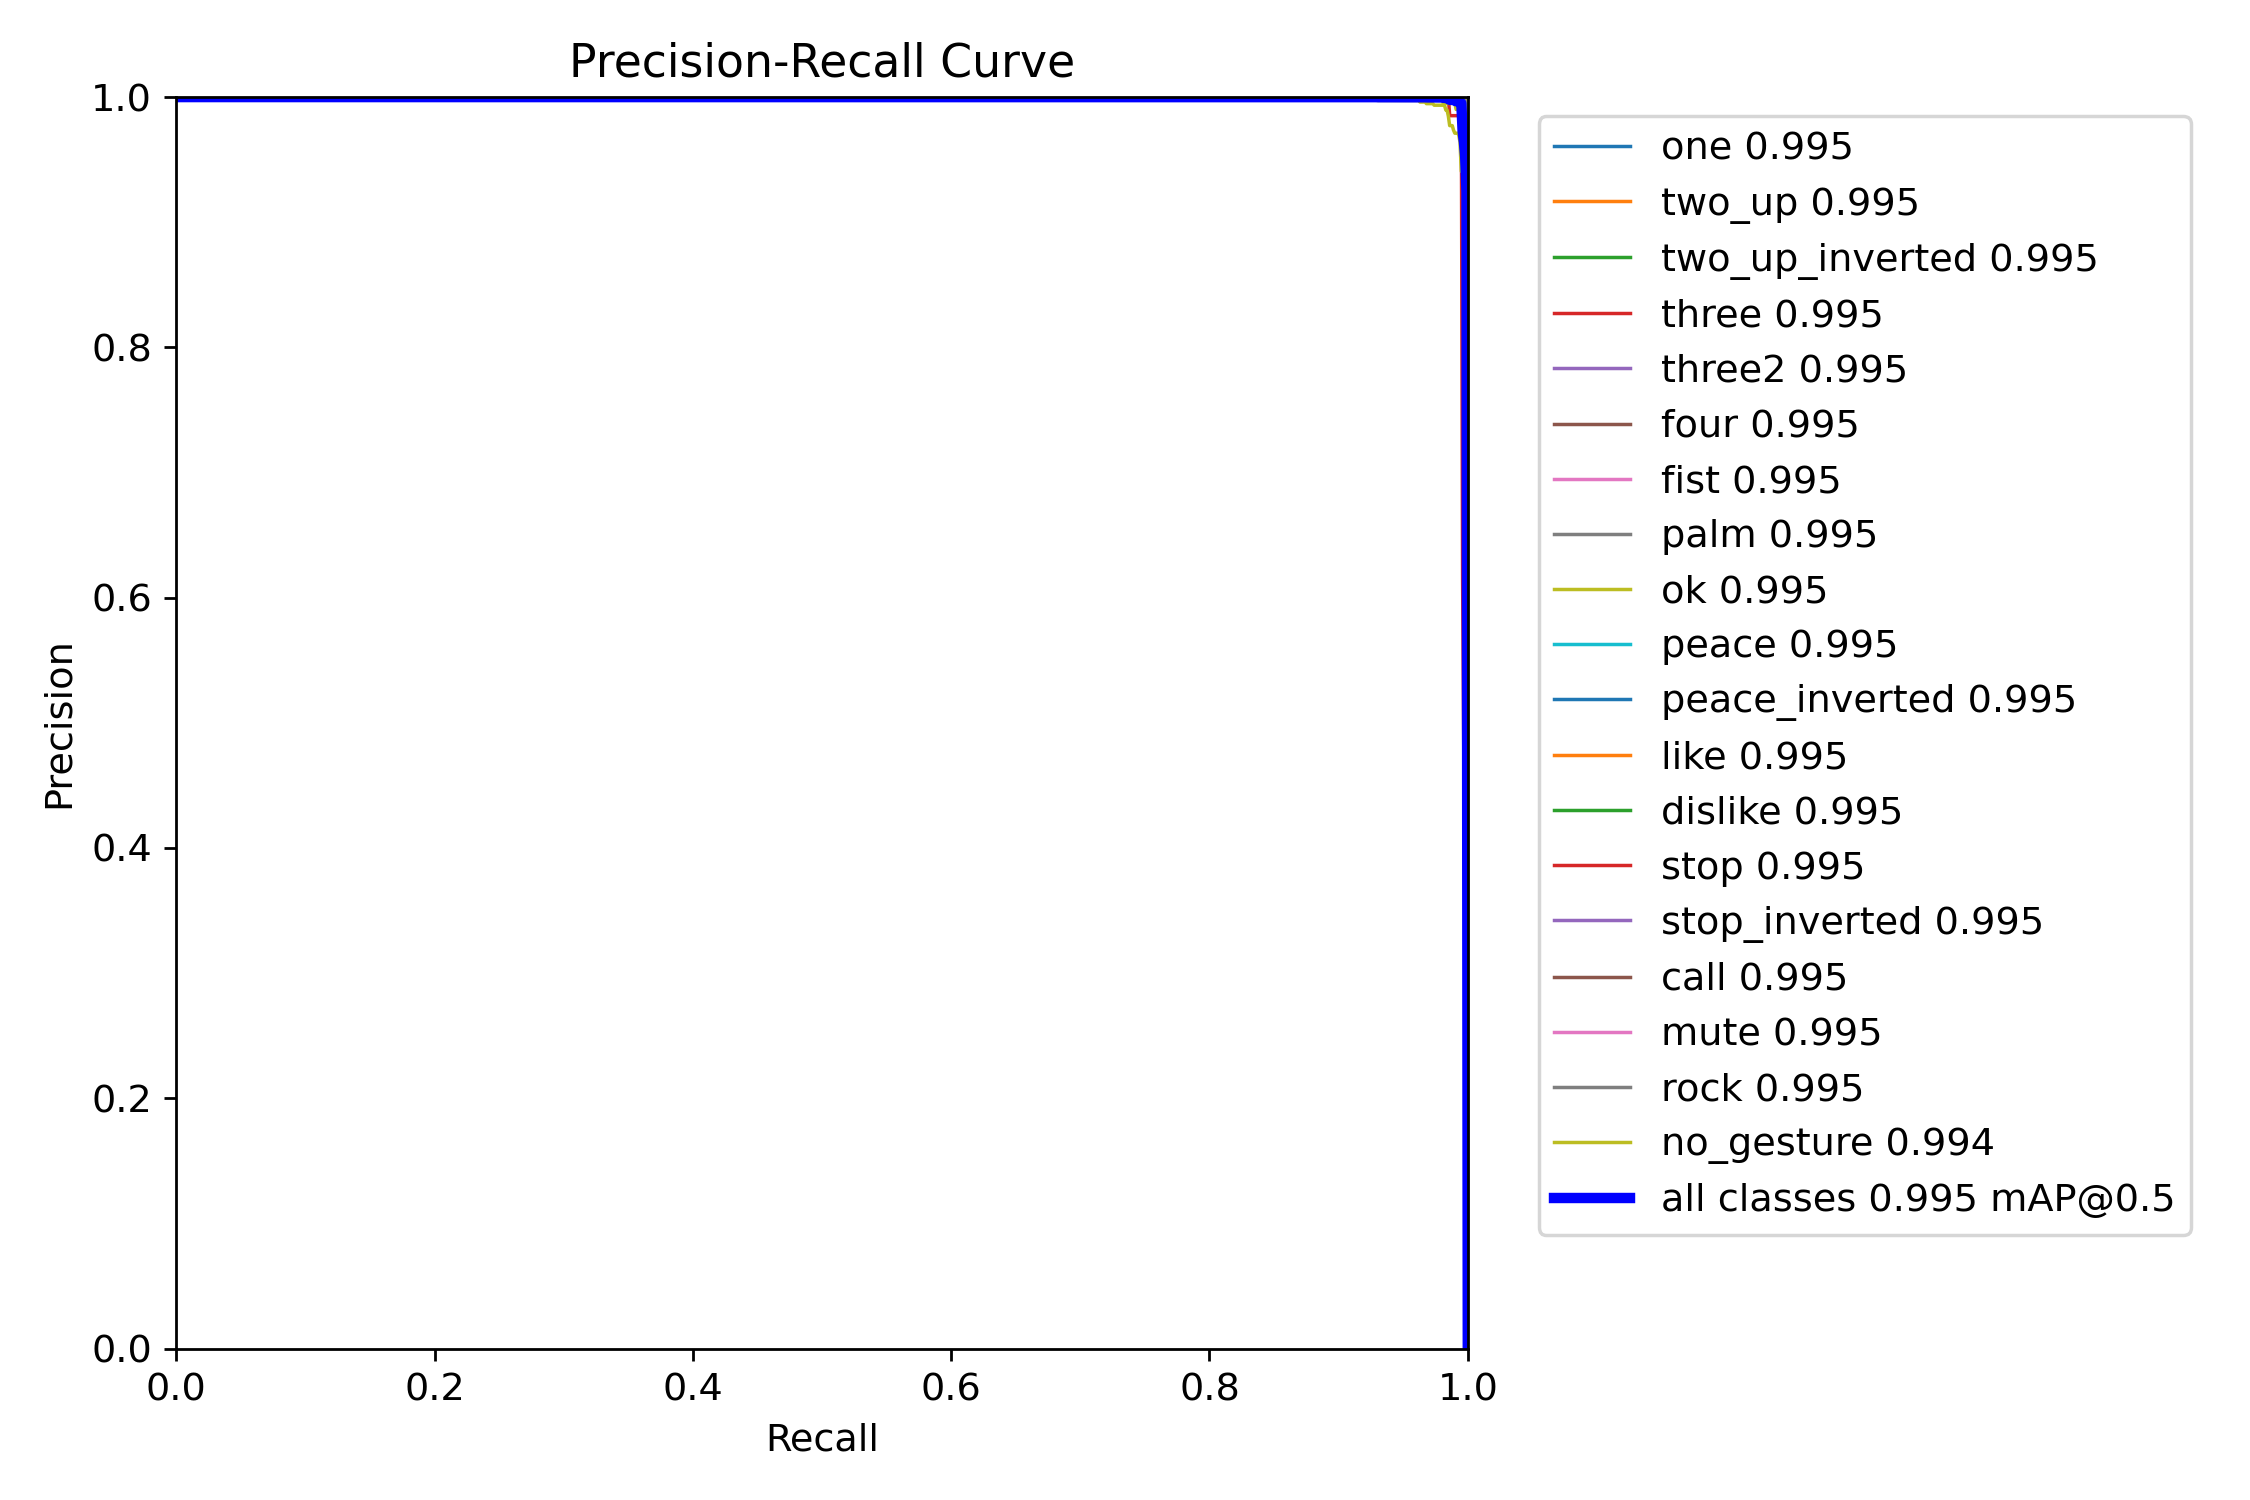 Precision-Recall Curve
1.0
0.8
0.6
0.4
0.2
0.0
Precision
0.0 0.2 0.4 0.6 0.8 1.0
Recall
one 0.995
two_up 0.995
two_up_inverted 0.995
three 0.995
three2 0.995
four 0.995
fist 0.995
palm 0.995
ok 0.995
peace 0.995
peace_inverted 0.995
like 0.995
dislike 0.995
stop 0.995
stop_inverted 0.995
call 0.995
mute 0.995
rock 0.995
no_gesture 0.994
all classes 0.995 mAP@0.5